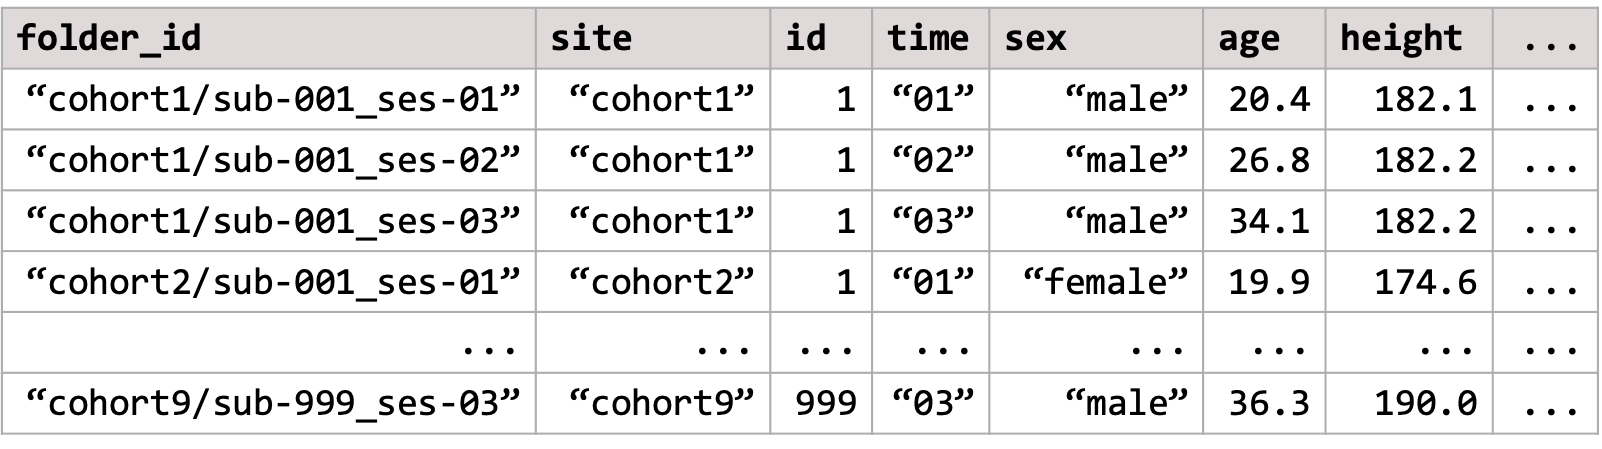 folder_id site id time sex age height ...
“cohort1/sub-001_ses-01” “cohort1” 1 “01” “male” 20.4 182.1 ...
“cohort1/sub-001_ses-02” “cohort1” 1 “02” “male” 26.8 182.2 ...
“cohort1/sub-001_ses-03” “cohort1” 1 “03” “male” 34.1 182.2 ...
“cohort2/sub-001_ses-01” “cohort2” 1 “01” “female” 19.9 174.6 ...
... ... ... ... ... ... ... ...
“cohort9/sub-999_ses-03” “cohort9” 999 “03” “male” 36.3 190.0 ...